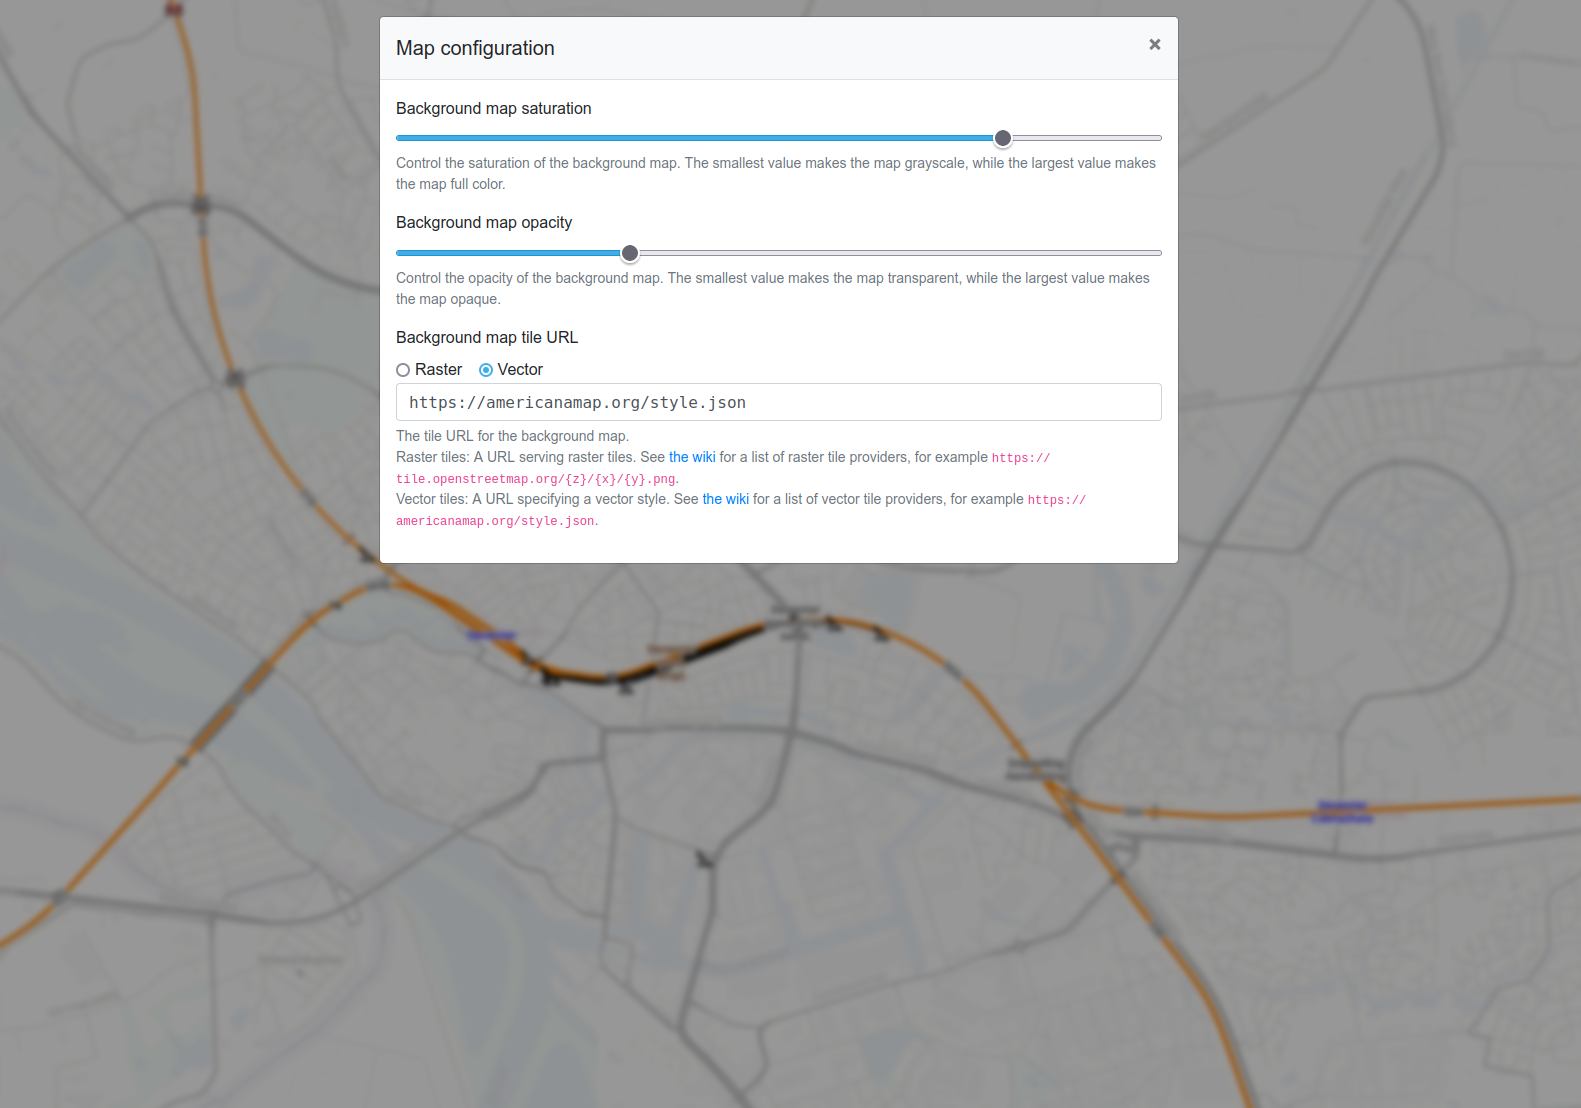 Map configuration
×
Background map saturation
Control the saturation of the background map. The smallest value makes the map grayscale, while the largest value makes
the map full color.
Background map opacity
Control the opacity of the background map. The smallest value makes the map transparent, while the largest value makes
the map opaque.
Background map tile URL
Raster Vector
https://americanamap.org/style.json
The tile URL for the background map.
Raster tiles: A URL serving raster tiles. See the wiki for a list of raster tile providers, for example https://
tile.openstreetmap.org/{z}/{x}/{y}.png.
Vector tiles: A URL specifying a vector style. See the wiki for a list of vector tile providers, for example https://
americanamap.org/style.json.